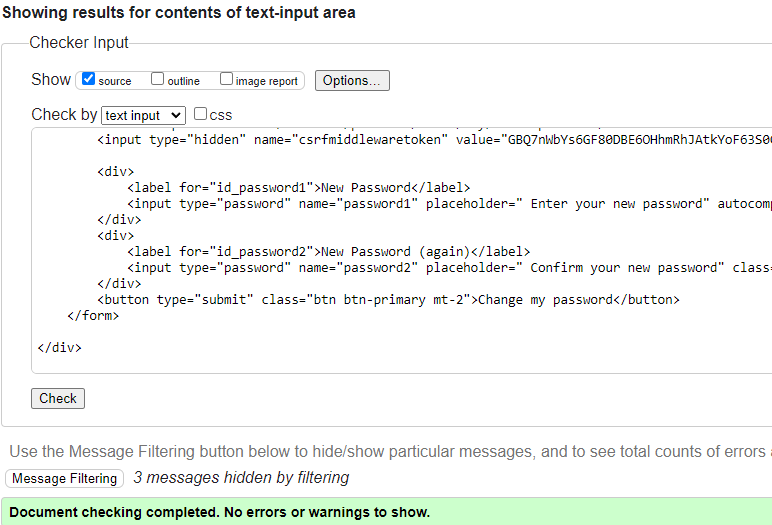 Showing results for contents of text-input area
Checker Input
Show source outline image report Options...
Check by text input css
<input type="hidden" name="csrfmiddlewaretoken" value="GBQ7nWbYs6GF80DBE6OHhmRhJAtkYoF63S0
<div>
<label for="id_password1">New Password</label>
<input type="password" name="password1" placeholder=" Enter your new password" autocomp
</div>
<div>
<label for="id_password2">New Password (again)</label>
<input type="password" name="password2" placeholder=" Confirm your new password" class=
</div>
<button type="submit" class="btn btn-primary mt-2">Change my password</button>
</form>
</div>
Check
Use the Message Filtering button below to hide/show particular messages, and to see total counts of errors
Message Filtering 3 messages hidden by filtering
Document checking completed. No errors or warnings to show.